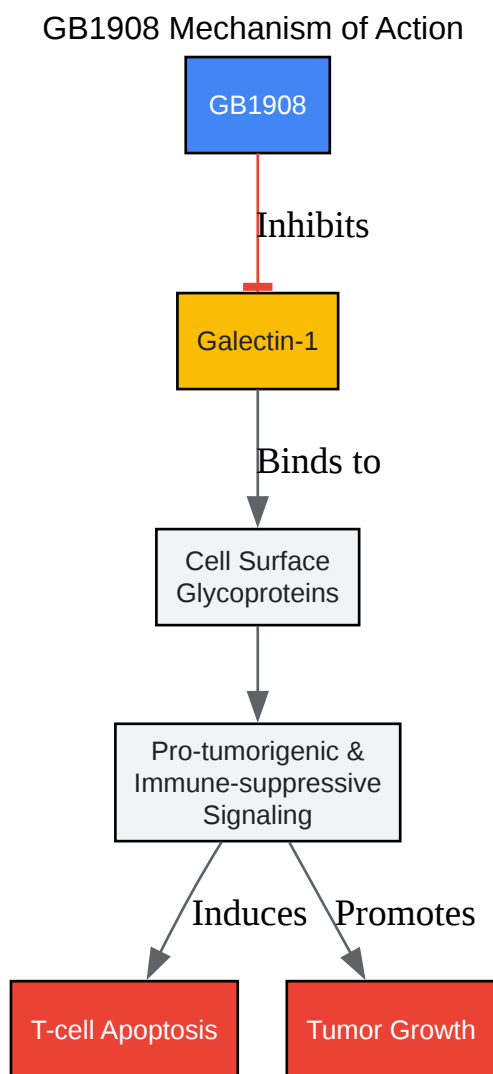 GB1908 Mechanism of Action
GB1908
Inhibits
Galectin-1
Binds to
Cell Surface
Glycoproteins
Pro-tumorigenic &
Immune-suppressive
Signaling
Induces
Promotes
T-cell Apoptosis
Tumor Growth